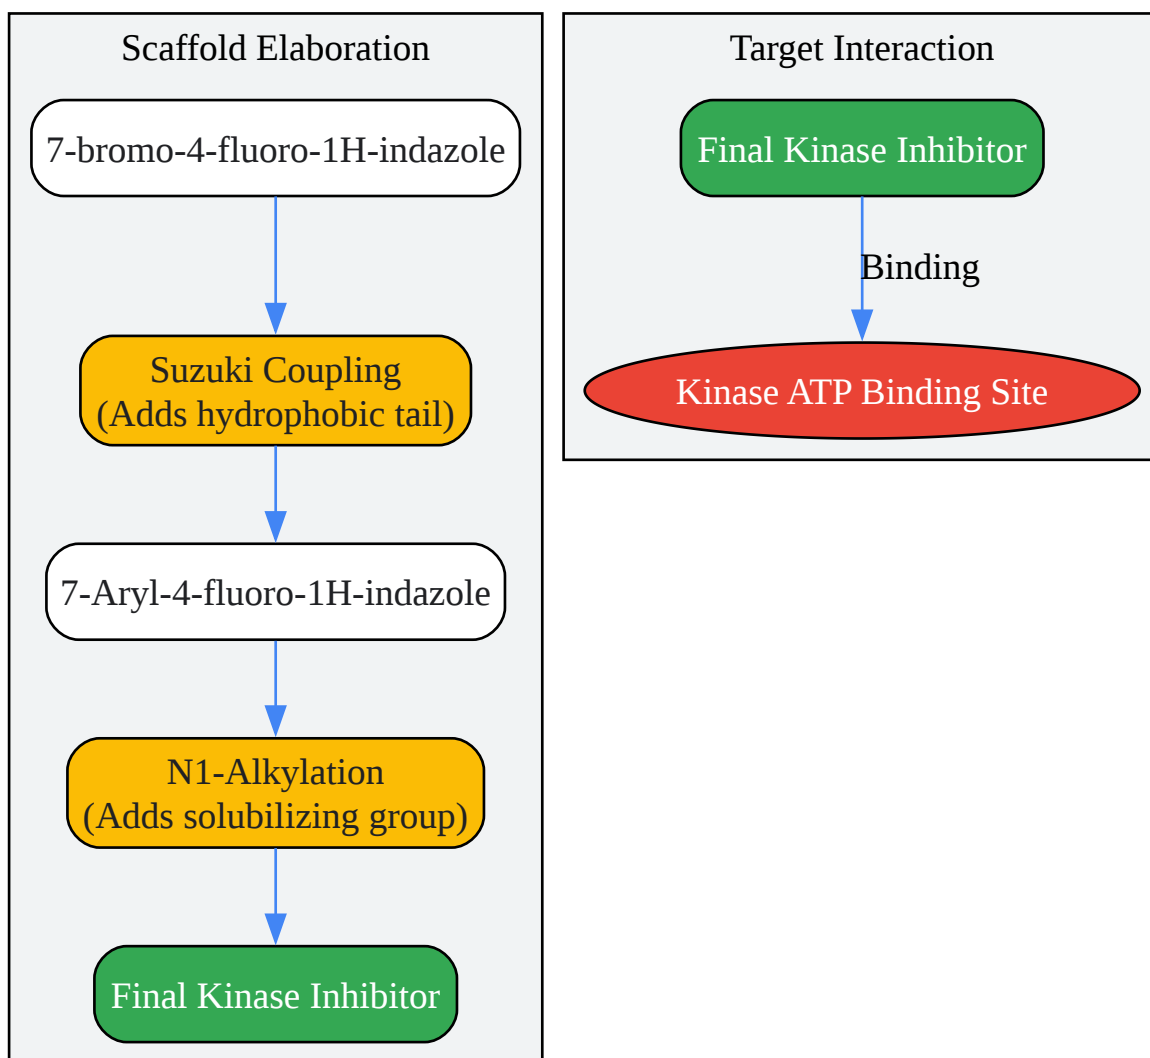 Scaffold Elaboration
7-bromo-4-fluoro-1H-indazole
Suzuki Coupling
(Adds hydrophobic tail)
7-Aryl-4-fluoro-1H-indazole
N1-Alkylation
(Adds solubilizing group)
Final Kinase Inhibitor
Target Interaction
Final Kinase Inhibitor
Binding
Kinase ATP Binding Site